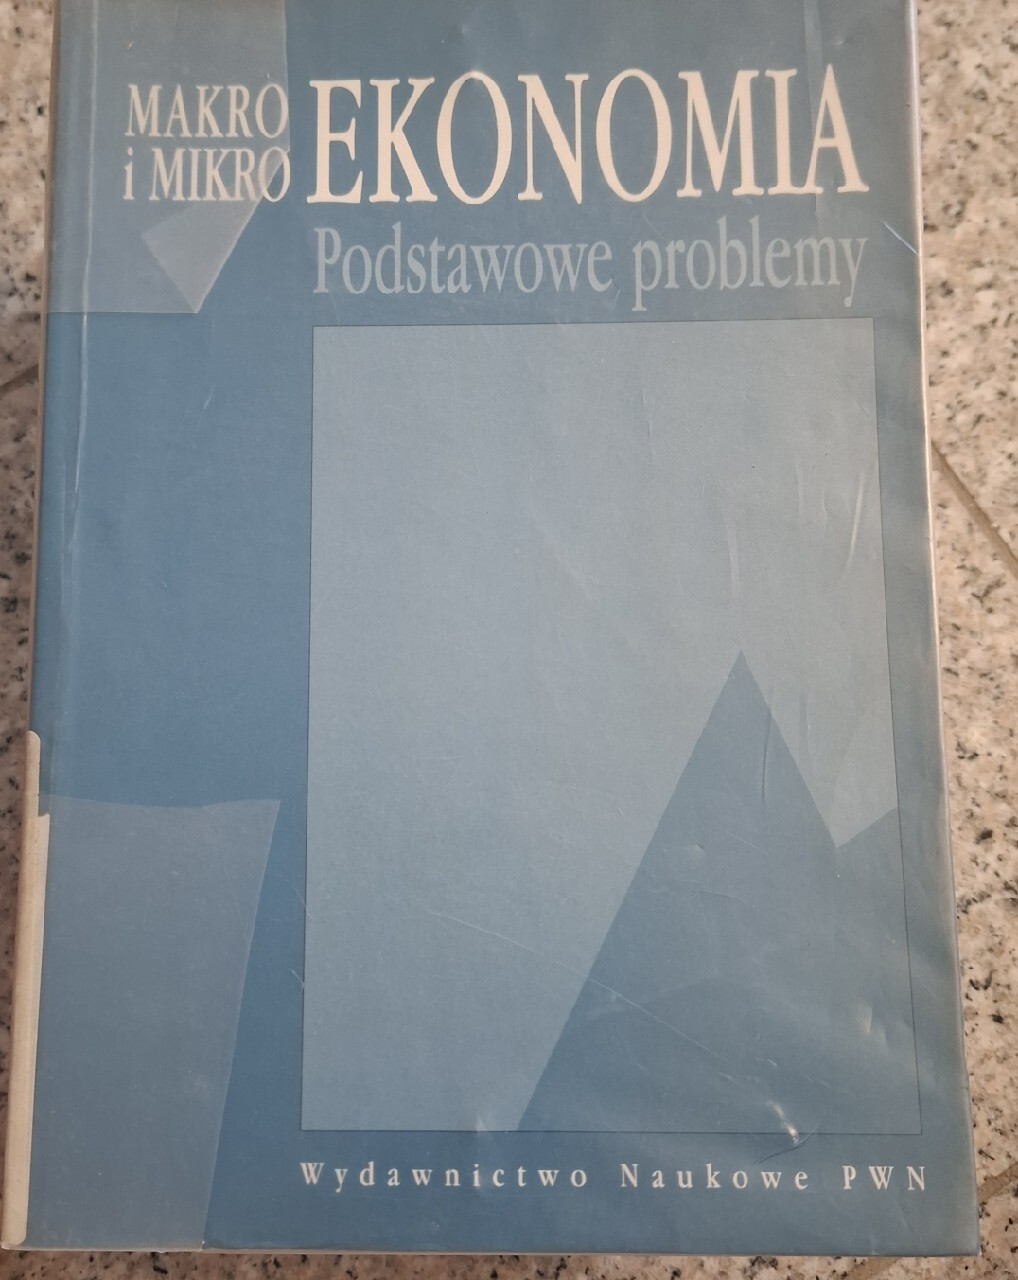 MAKRO
i MIKRO
EKONOMIA
Podstawowe problemy
Wydawnictwo Naukowe PWN